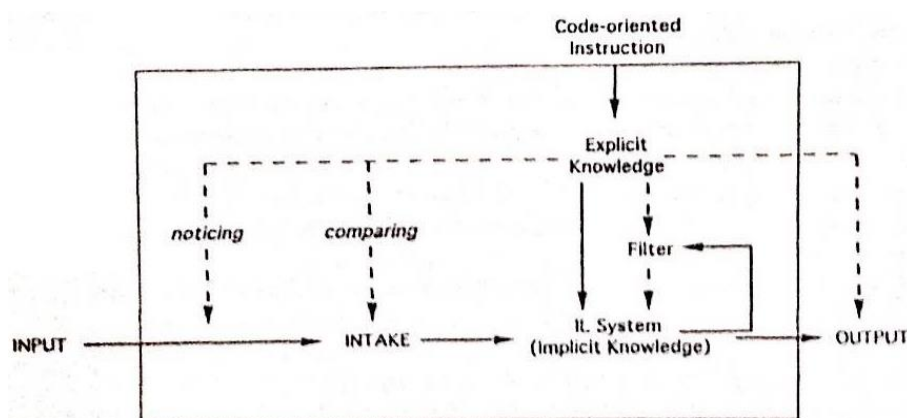 Code-oriented
Instruction
Explicit
Knowledge
noticing
comparing
Filter
INPUT
INTAKE
IL. System
(Implicit Knowledge)
OUTPUT